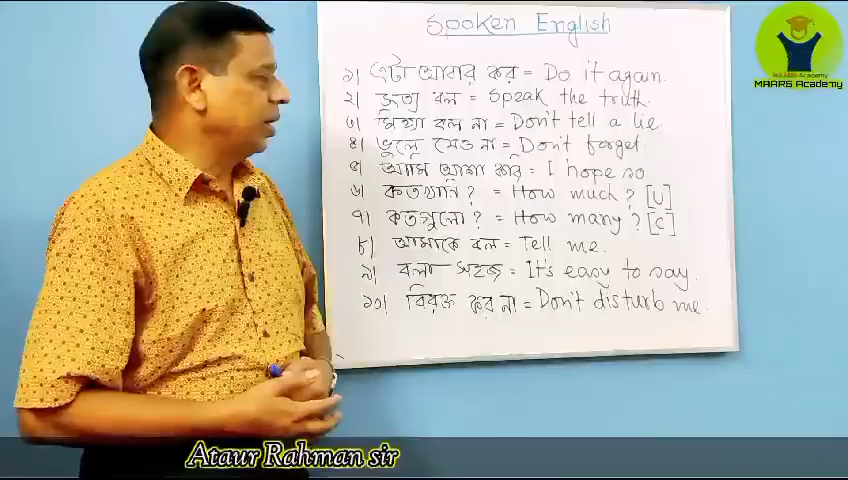 Spoken English
১| এটা আবার কর = Do it again.
২| সত্য বল = Speak the truth.
৩| মিথ্যা বল না = Don't tell a lie.
৪| ভুলে যেও না = Don't forget.
৫| আমি আশা করি = I hope so
৬| কতখানি ? = How much ? [U]
৭| কতগুলো ? = How many ? [C]
৮| আমাকে বল = Tell me.
৯| বলা সহজ = It's easy to say.
১০| বিরক্ত কর না = Don't disturb me.
MAARS Academy
MAARS Academy
Ataur Rahman sir